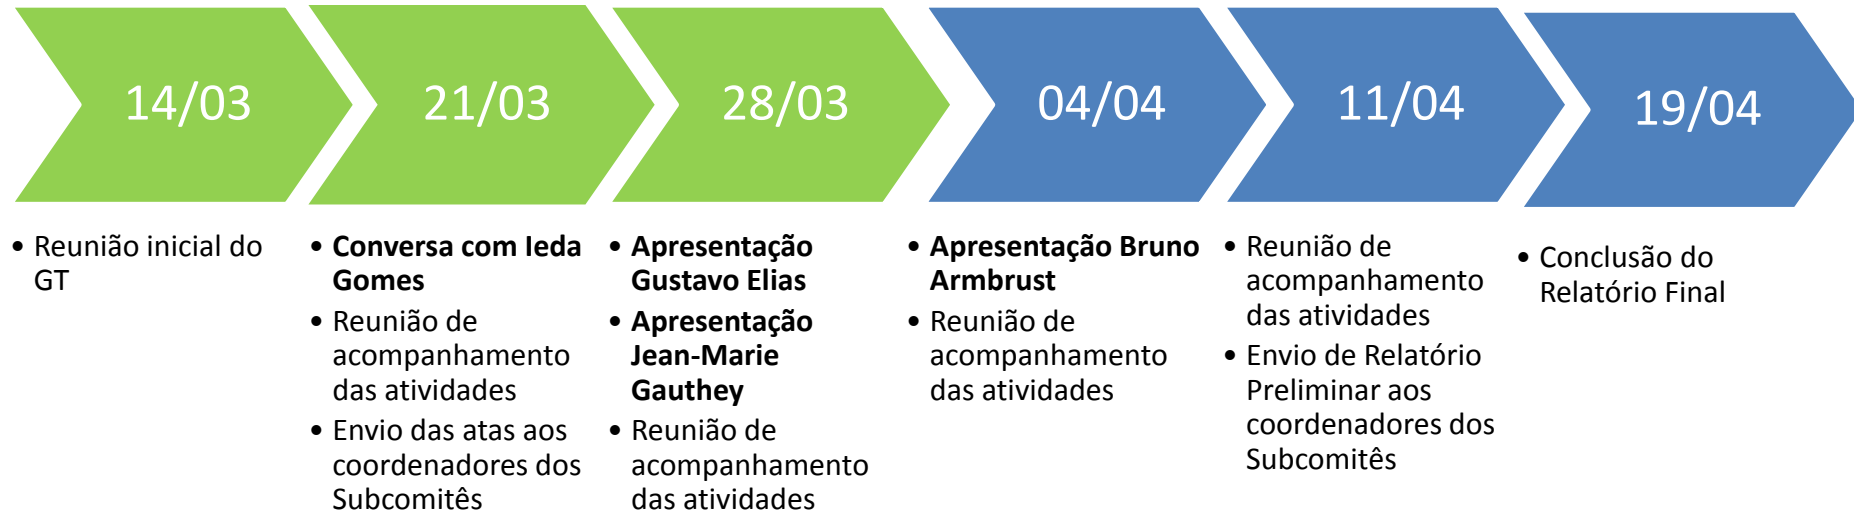 14/03
21/03
28/03
04/04
11/04
19/04
• Reunião inicial do
GT
• Conversa com Ieda
Gomes
• Reunião de
acompanhamento
das atividades
• Envio das atas aos
coordenadores dos
Subcomitês
• Apresentação
Gustavo Elias
• Apresentação
Jean-Marie
Gauthey
• Reunião de
acompanhamento
das atividades
• Apresentação Bruno
Armbrust
• Reunião de
acompanhamento
das atividades
• Reunião de
acompanhamento
das atividades
• Envio de Relatório
Preliminar aos
coordenadores dos
Subcomitês
• Conclusão do
Relatório Final